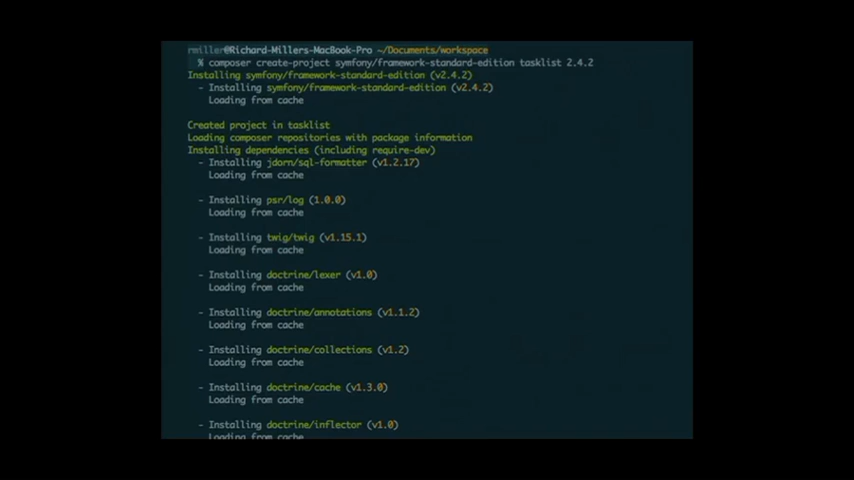 rmiller@Richard-Millers-MacBook-Pro ~/Documents/workspace
% composer create-project symfony/framework-standard-edition tasklist 2.4.2
Installing symfony/framework-standard-edition (v2.4.2)
- Installing symfony/framework-standard-edition (v2.4.2)
Loading from cache
Created project in tasklist
Loading composer repositories with package information
Installing dependencies (including require-dev)
- Installing jdorn/sql-formatter (v1.2.17)
Loading from cache
- Installing psr/log (1.0.0)
Loading from cache
- Installing twig/twig (v1.15.1)
Loading from cache
- Installing doctrine/lexer (v1.0)
Loading from cache
- Installing doctrine/annotations (v1.1.2)
Loading from cache
- Installing doctrine/collections (v1.2)
Loading from cache
- Installing doctrine/cache (v1.3.0)
Loading from cache
- Installing doctrine/inflector (v1.0)
Loading from cache